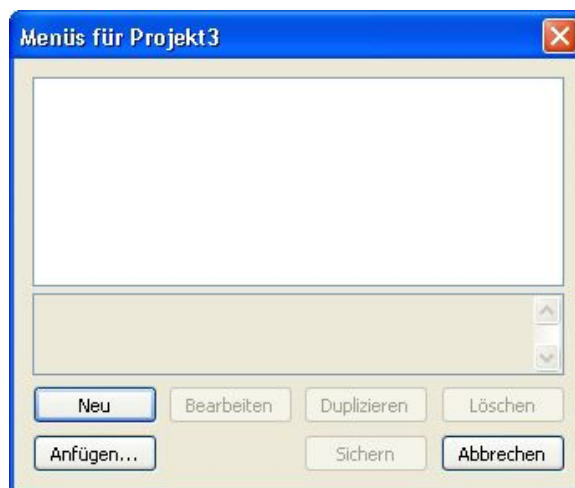 Menüs für Projekt3
Neu Bearbeiten Duplizieren Löschen
Anfügen... Sichern Abbrechen